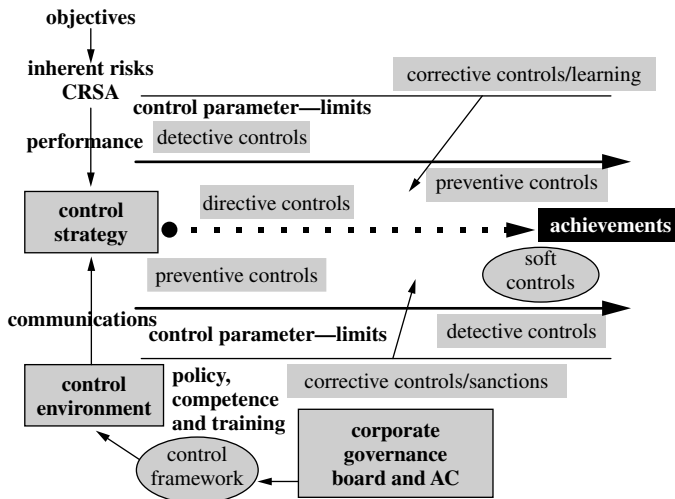 objectives
inherent risks
CRSA
corrective controls/learning
control parameter—limits
performance
detective controls
preventive controls
control
strategy
directive controls
achievements
soft
controls
preventive controls
communications
control parameter—limits
detective controls
control
environment
policy,
competence
and training
corrective controls/sanctions
control
framework
corporate
governance
board and AC